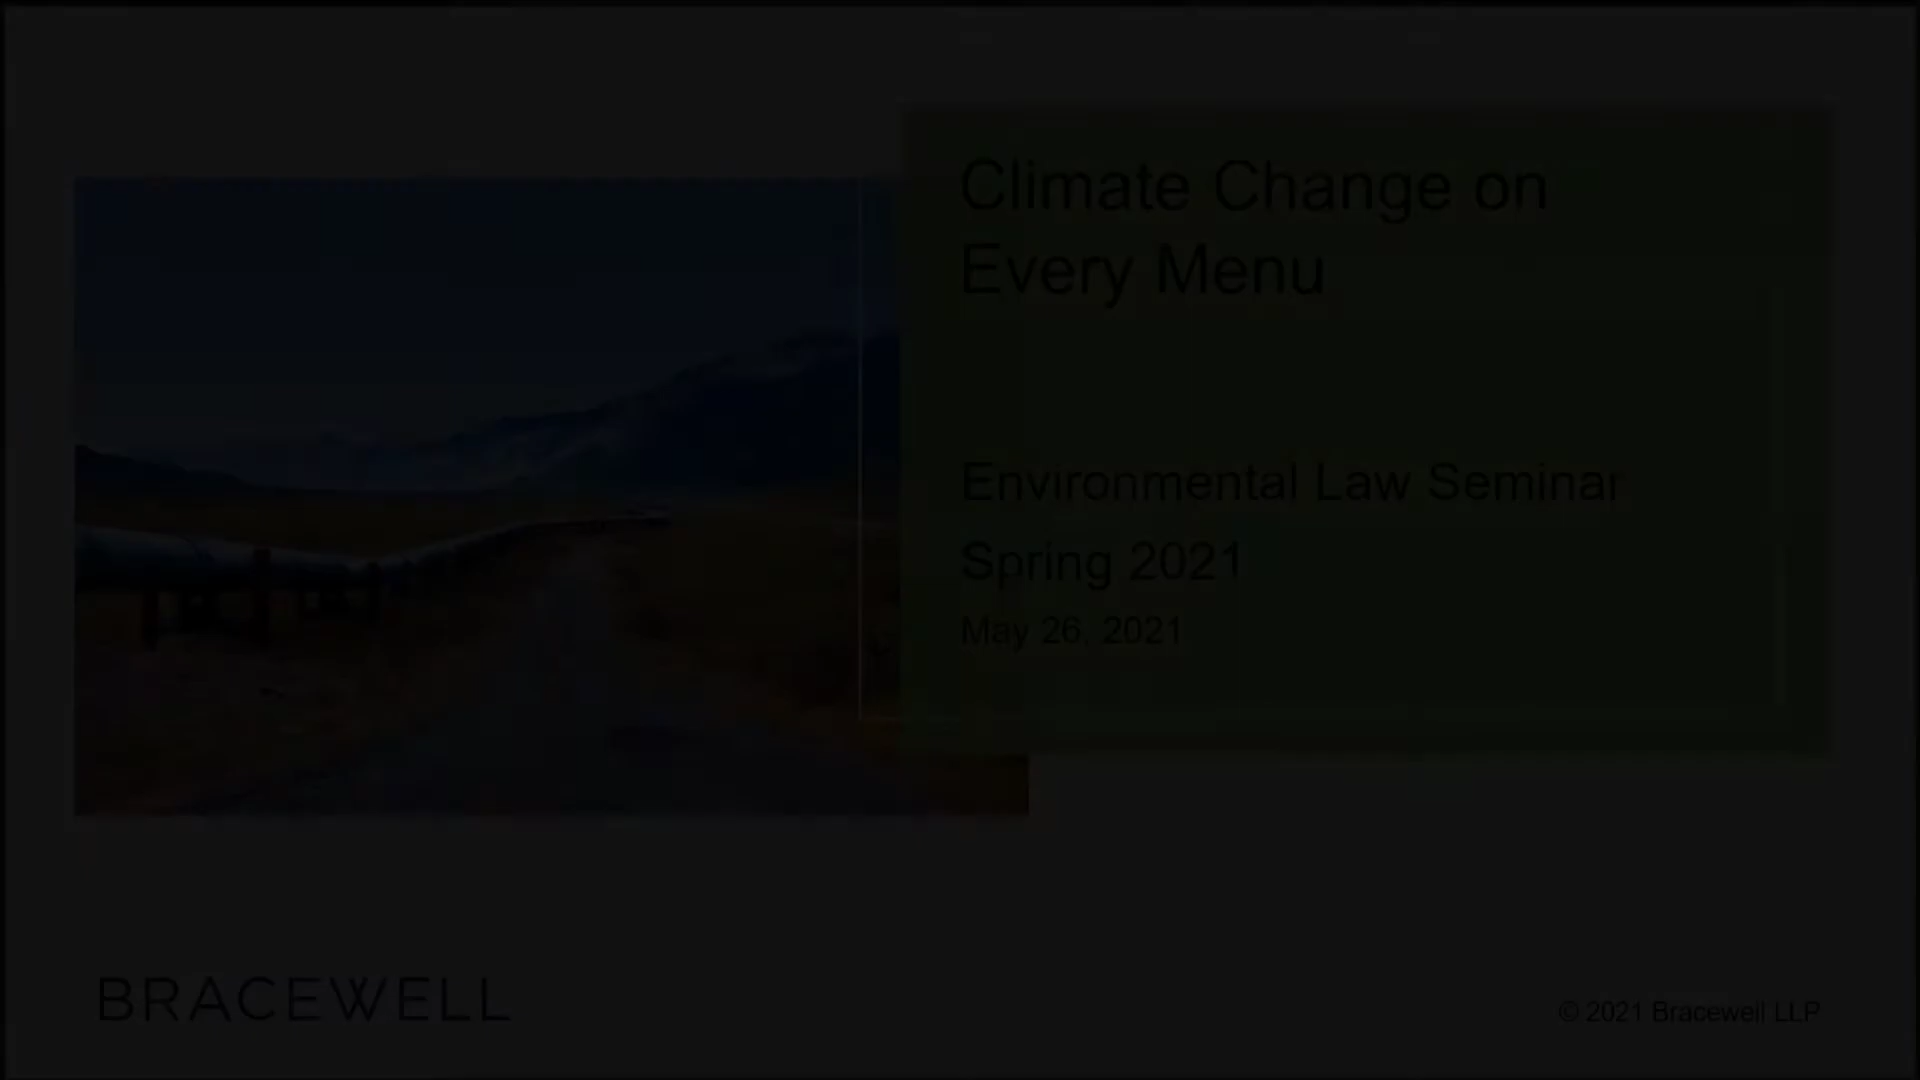 Climate Change on
Every Menu
Environmental Law Seminar
Spring 2021
May 26, 2021
BRACEWELL
© 2021 Bracewell LLP